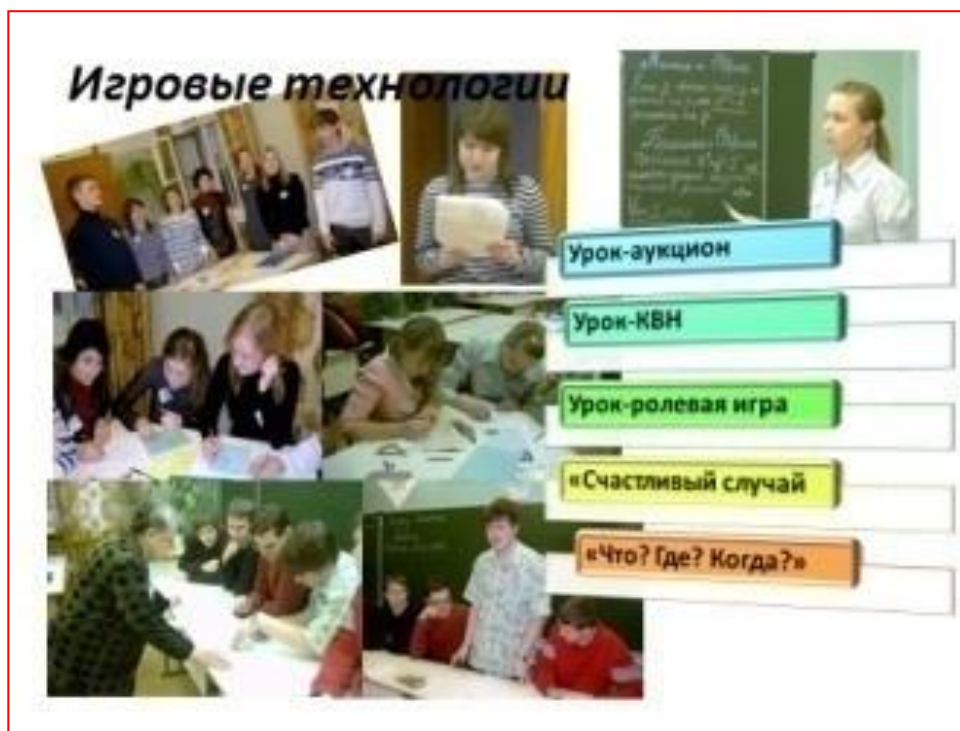 Игровые технологии
Урок-аукцион
Урок-КВН
Урок-ролевая игра
«Счастливый случай
«Что? Где? Когда?»